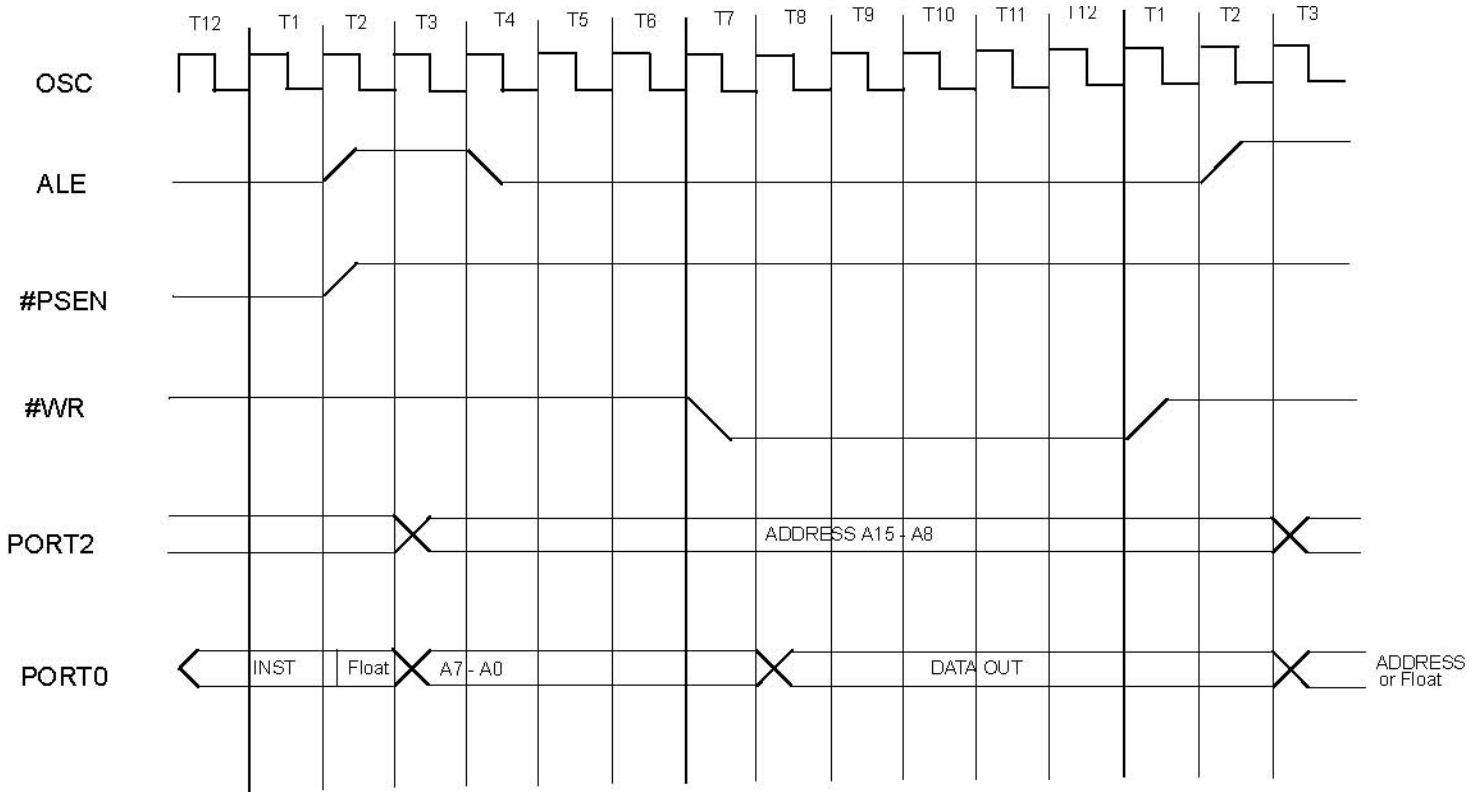 T12 T1 T2 T3 T4 T5 T6 T7 T8 T9 T10 T11 T12 T1 T2 T3
OSC
ALE
#PSEN
#WR
PORT2 ADDRESS A15 - A8
PORT0 INST Float A7 - A0 DATA OUT ADDRESS
or Float